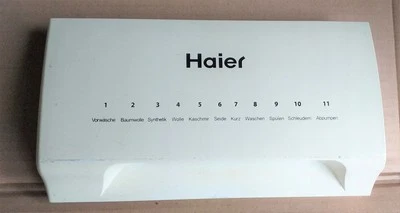 Haier
1 2 3 4 5 6 7 8 9 10 11
Vorwäsche Baumwolle Synthetik Wolle Kaschmir Seide Kurz Waschen Spülen Schleudern Abpumpen